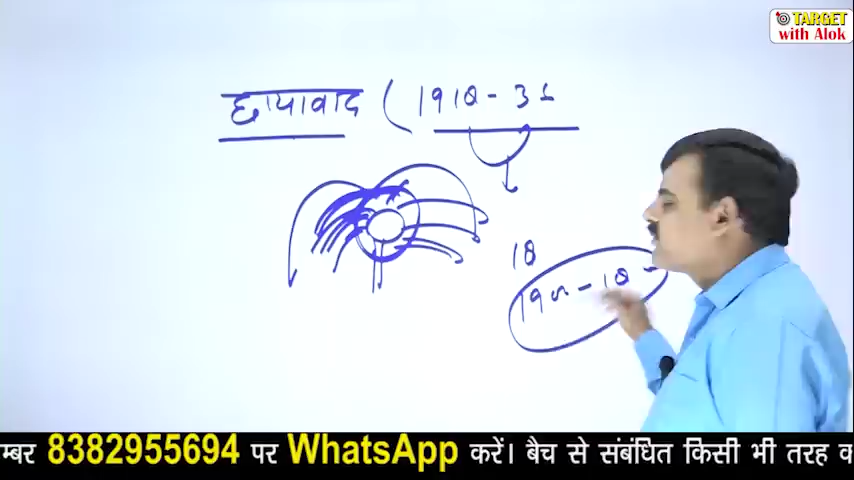 TARGET
with Alok
छायावाद ( 1918 - 36
18
1900 - 18 -
म्बर 8382955694 पर WhatsApp करें। बैच से संबंधित किसी भी तरह क